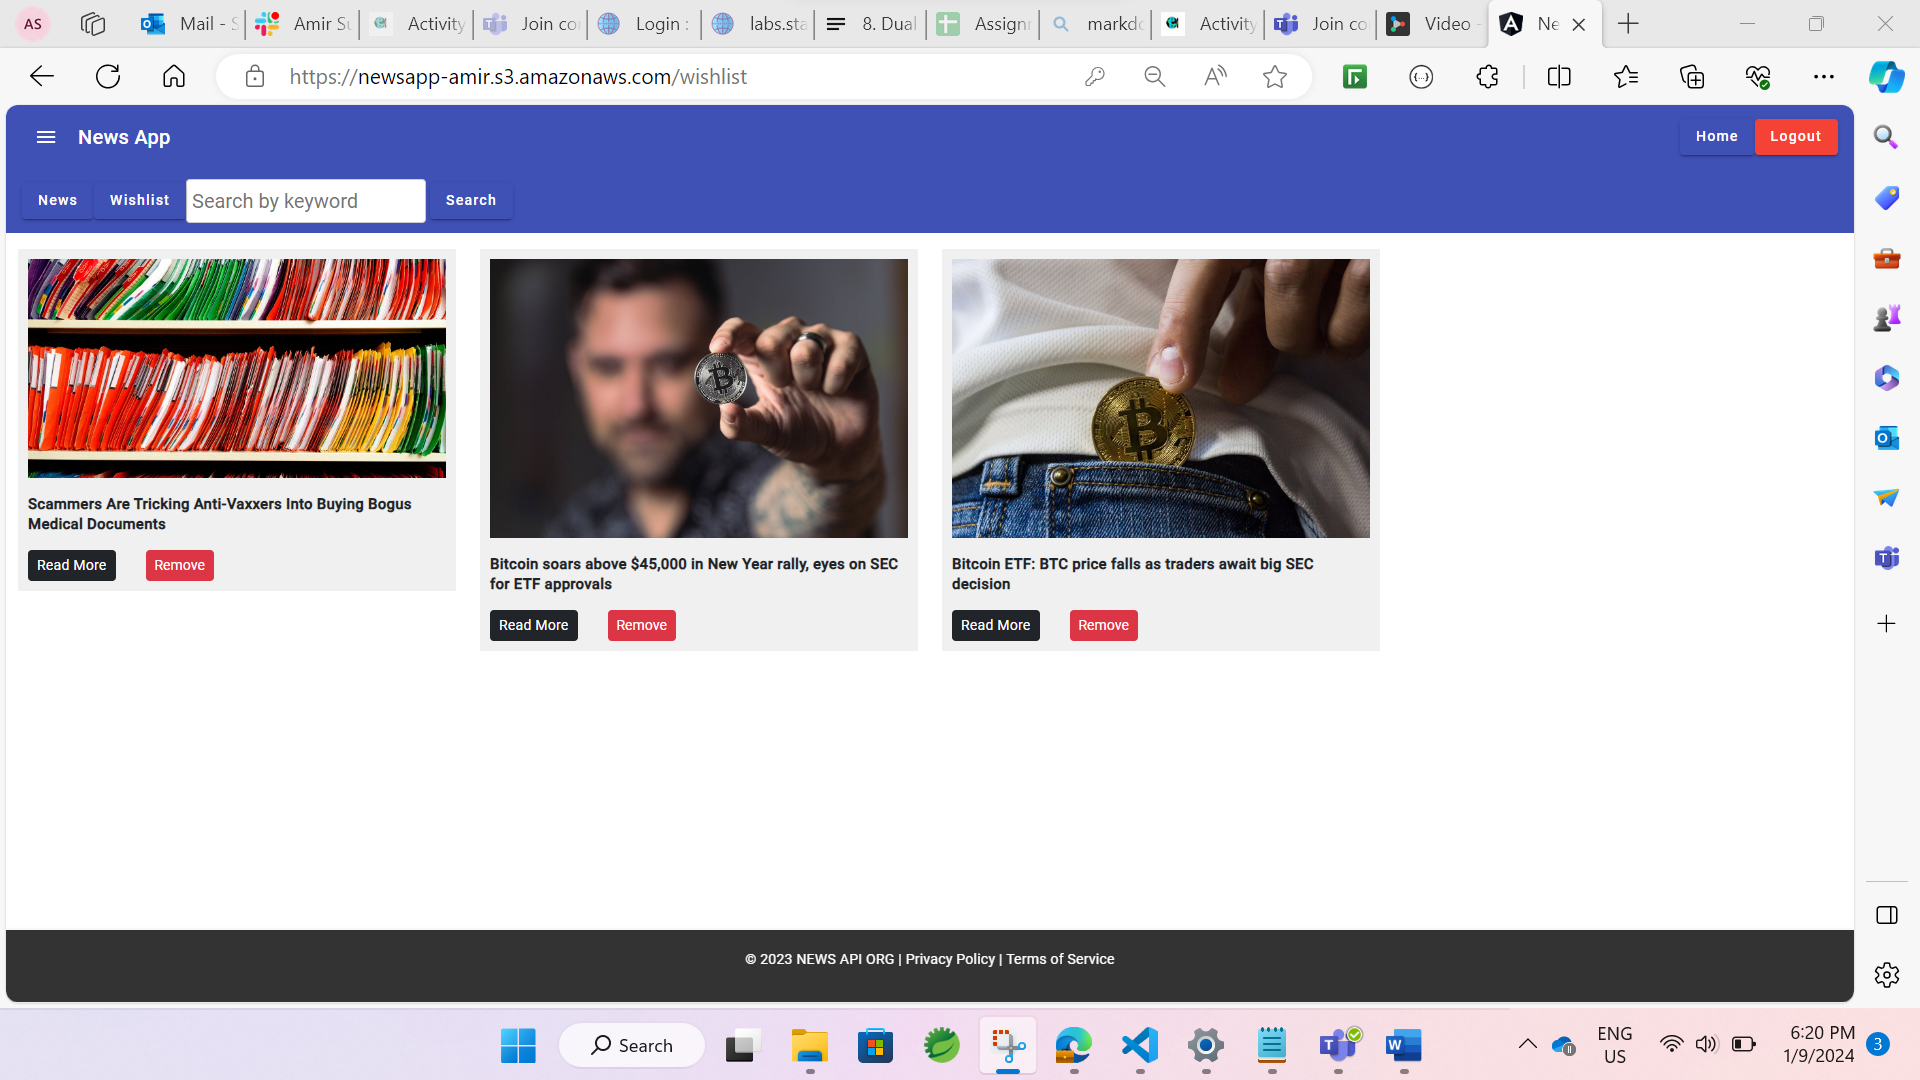 AS
Mail - S
Amir Su
Activity
Join co
Login :
labs.sta
8. Dual
Assign
markdo
Activity
Join co
Video -
Ne
https://newsapp-amir.s3.amazonaws.com/wishlist
News App
Home
Logout
News
Wishlist
Search by keyword
Search
Scammers Are Tricking Anti-Vaxxers Into Buying Bogus
Medical Documents
Read More
Remove
Bitcoin soars above $45,000 in New Year rally, eyes on SEC
for ETF approvals
Read More
Remove
Bitcoin ETF: BTC price falls as traders await big SEC
decision
Read More
Remove
© 2023 NEWS API ORG | Privacy Policy | Terms of Service
Search
ENG
US
6:20 PM
1/9/2024
3